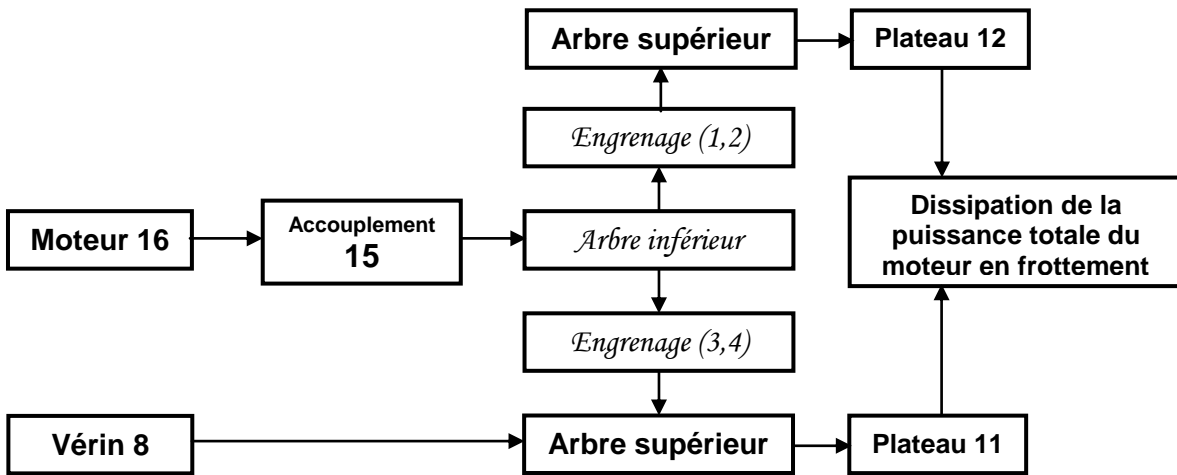 Arbre supérieur
Plateau 12
Engrenage (1,2)
Moteur 16
Accouplement
15
Arbre inférieur
Dissipation de la
puissance totale du
moteur en frottement
Engrenage (3,4)
Vérin 8
Arbre supérieur
Plateau 11